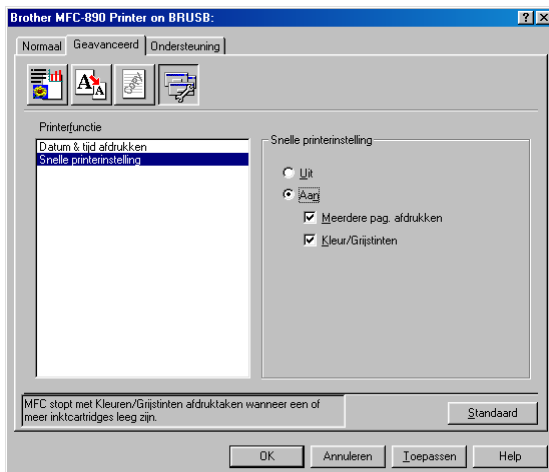 Brother MFC-890 Printer on BRUSB:
Normaal Geavanceerd Ondersteuning
Printerfunctie
Datum & tijd afdrukken
Snelle printerinstelling
Snelle printerinstelling
Uit
Aan
Meerdere pag. afdrukken
Kleur/Grijstinten
MFC stopt met Kleuren/Grijstinten afdruktaken wanneer een of
meer inktcartridges leeg zijn.
Standaard
OK Annuleren Toepassen Help